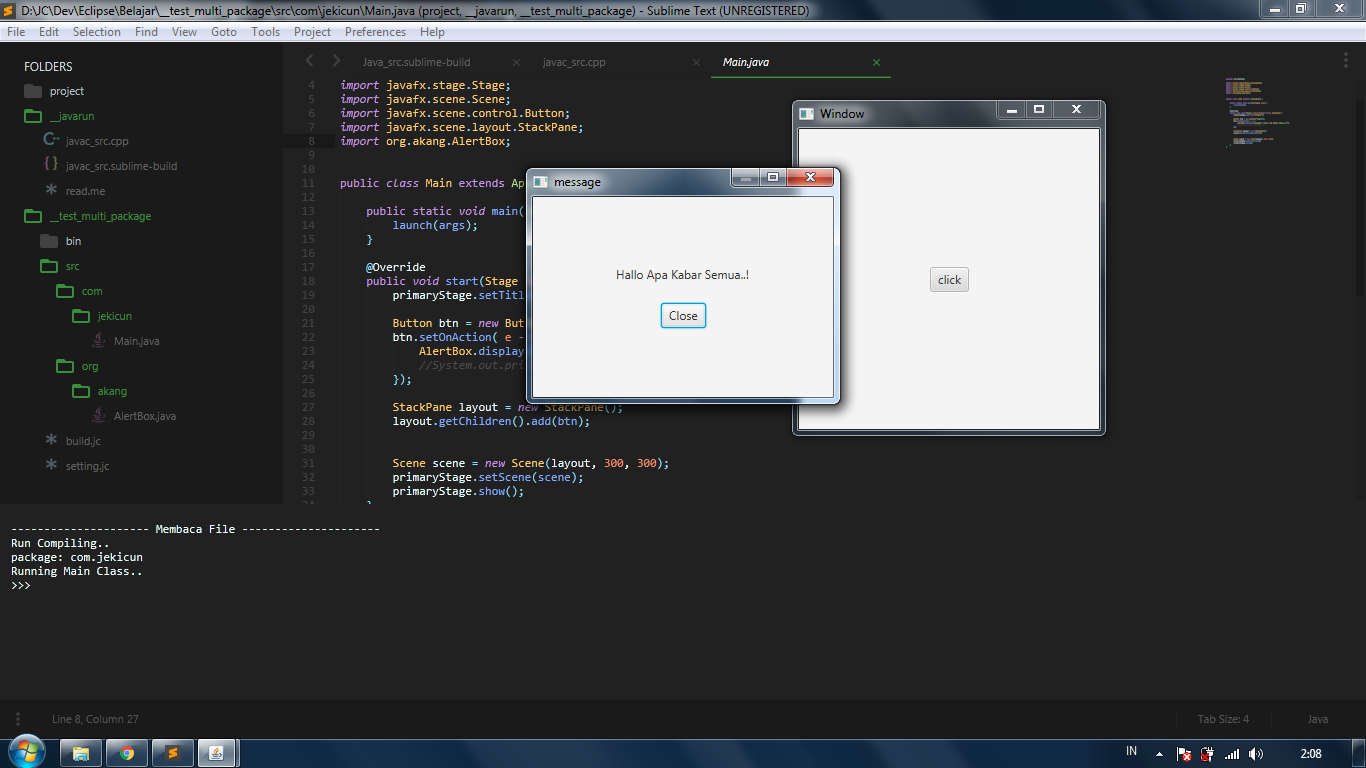 D:\JC\Dev\Eclipse\Belajar\__test_multi_package\src\com\jekicun\Main.java (project, __javarun, __test_multi_package) - Sublime Text (UNREGISTERED)
File Edit Selection Find View Goto Tools Project Preferences Help
FOLDERS
project
__javarun
javac_src.cpp
javac_src.sublime-build
read.me
__test_multi_package
bin
src
com
jekicun
Main.java
org
akang
AlertBox.java
build.jc
setting.jc
Java_src.sublime-build
javac_src.cpp
Main.java
4 import javafx.stage.Stage;
5 import javafx.scene.Scene;
6 import javafx.scene.control.Button;
7 import javafx.scene.layout.StackPane;
8 import org.akang.AlertBox;
9
10
11 public class Main extends Ap
12
13 public static void main(
14 launch(args);
15 }
16
17 @Override
18 public void start(Stage
19 primaryStage.setTitl
20
21 Button btn = new But
22 btn.setOnAction( e -
23 AlertBox.display
24 //System.out.pri
25 });
26
27 StackPane layout = new StackPane();
28 layout.getChildren().add(btn);
29
30
31 Scene scene = new Scene(layout, 300, 300);
32 primaryStage.setScene(scene);
33 primaryStage.show();
Window
click
message
Hallo Apa Kabar Semua..!
Close
--------------------- Membaca File ---------------------
Run Compiling..
package: com.jekicun
Running Main Class..
>>>
Line 8, Column 27
Tab Size: 4
Java
IN
2:08